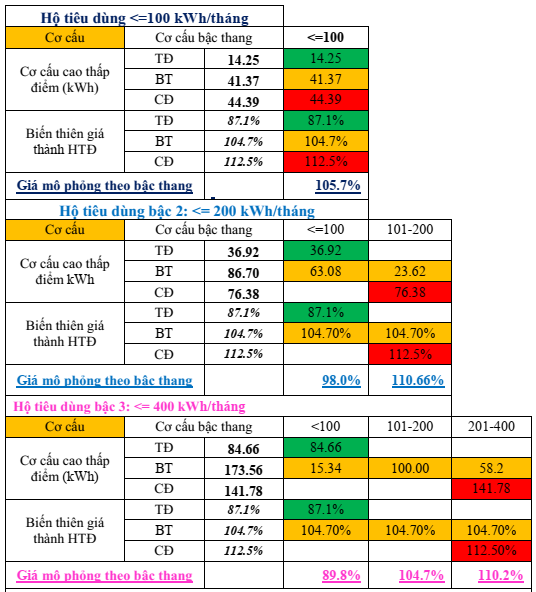 Hộ tiêu dùng <=100 kWh/tháng
Cơ cấu Cơ cấu bậc thang <=100
Cơ cấu cao thấp điểm (kWh) TĐ 14.25 14.25
BT 41.37 41.37
CĐ 44.39 44.39
Biến thiên giá thành HTĐ TĐ 87.1% 87.1%
BT 104.7% 104.7%
CĐ 112.5% 112.5%
Giá mô phỏng theo bậc thang 105.7%
Hộ tiêu dùng bậc 2: <= 200 kWh/tháng
Cơ cấu Cơ cấu bậc thang <=100 101-200
Cơ cấu cao thấp điểm kWh TĐ 36.92 36.92
BT 86.70 63.08 23.62
CĐ 76.38 76.38
Biến thiên giá thành HTĐ TĐ 87.1% 87.1%
BT 104.7% 104.70% 104.70%
CĐ 112.5% 112.5%
Giá mô phỏng theo bậc thang 98.0% 110.66%
Hộ tiêu dùng bậc 3: <= 400 kWh/tháng
Cơ cấu Cơ cấu bậc thang <100 101-200 201-400
Cơ cấu cao thấp điểm (kWh) TĐ 84.66 84.66
BT 173.56 15.34 100.00 58.2
CĐ 141.78 141.78
Biến thiên giá thành HTĐ TĐ 87.1% 87.1%
BT 104.7% 104.70% 104.70% 104.70%
CĐ 112.5% 112.50%
Giá mô phỏng theo bậc thang 89.8% 104.7% 110.2%